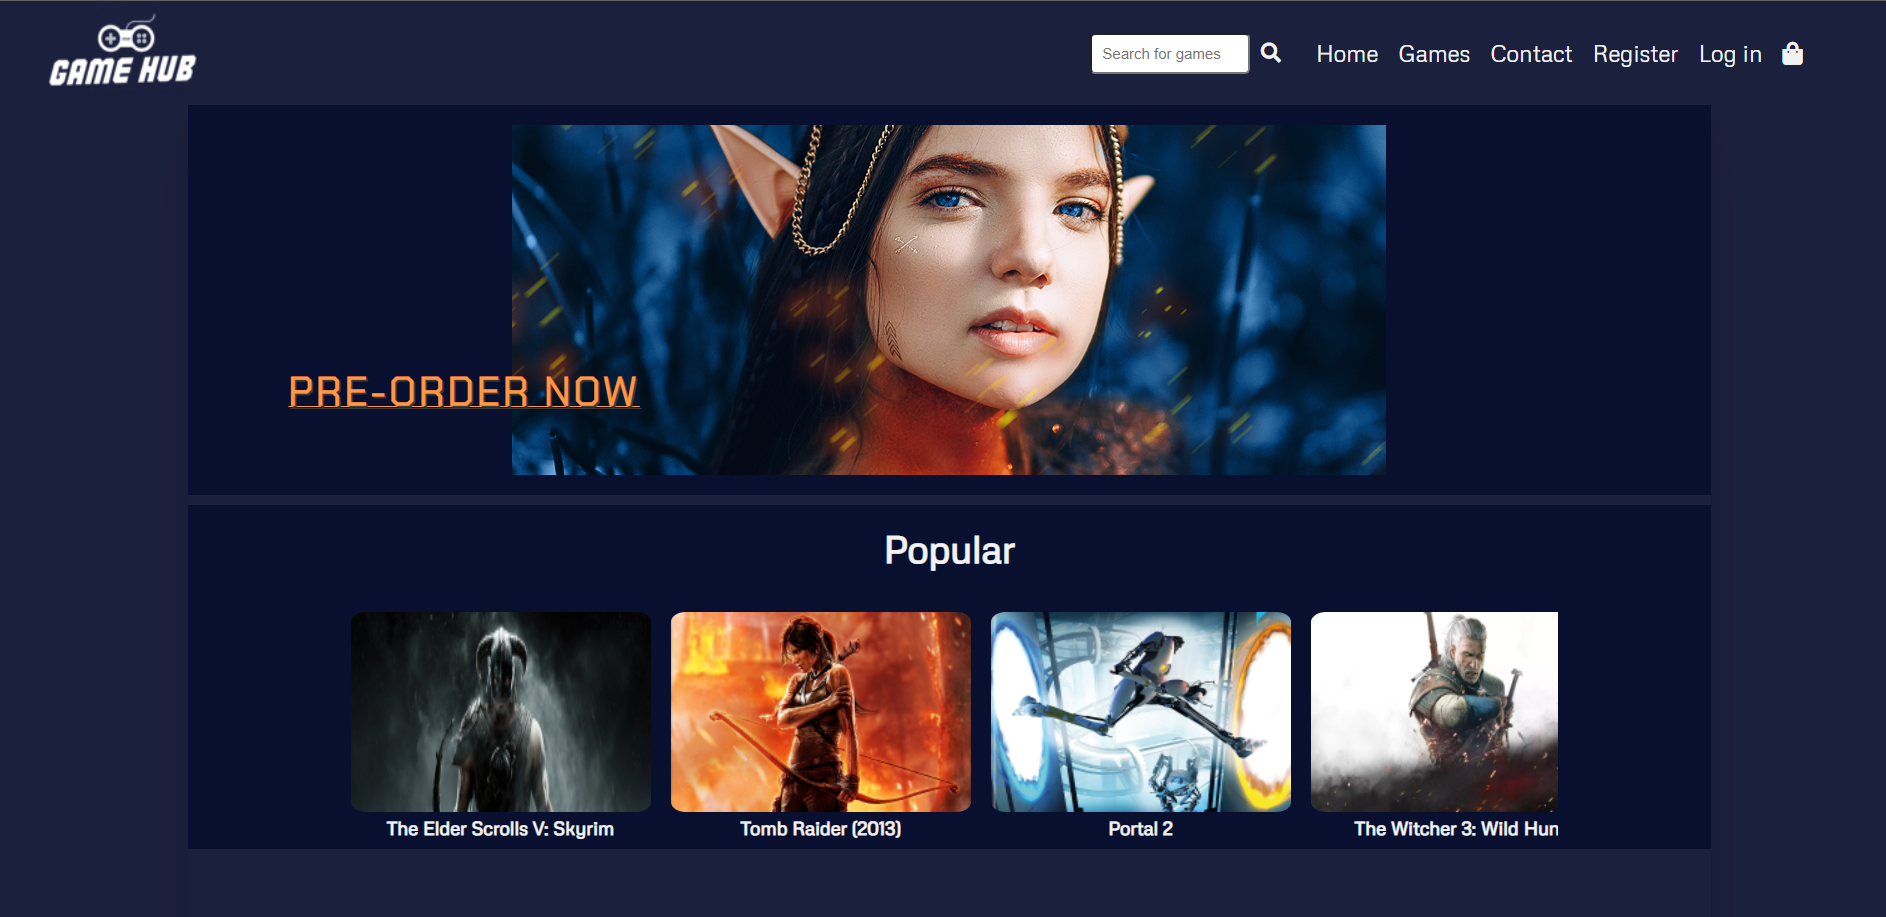 GAME HUB
Search for games
Home Games Contact Register Log in
PRE-ORDER NOW
Popular
The Elder Scrolls V: Skyrim
Tomb Raider (2013)
Portal 2
The Witcher 3: Wild Hun